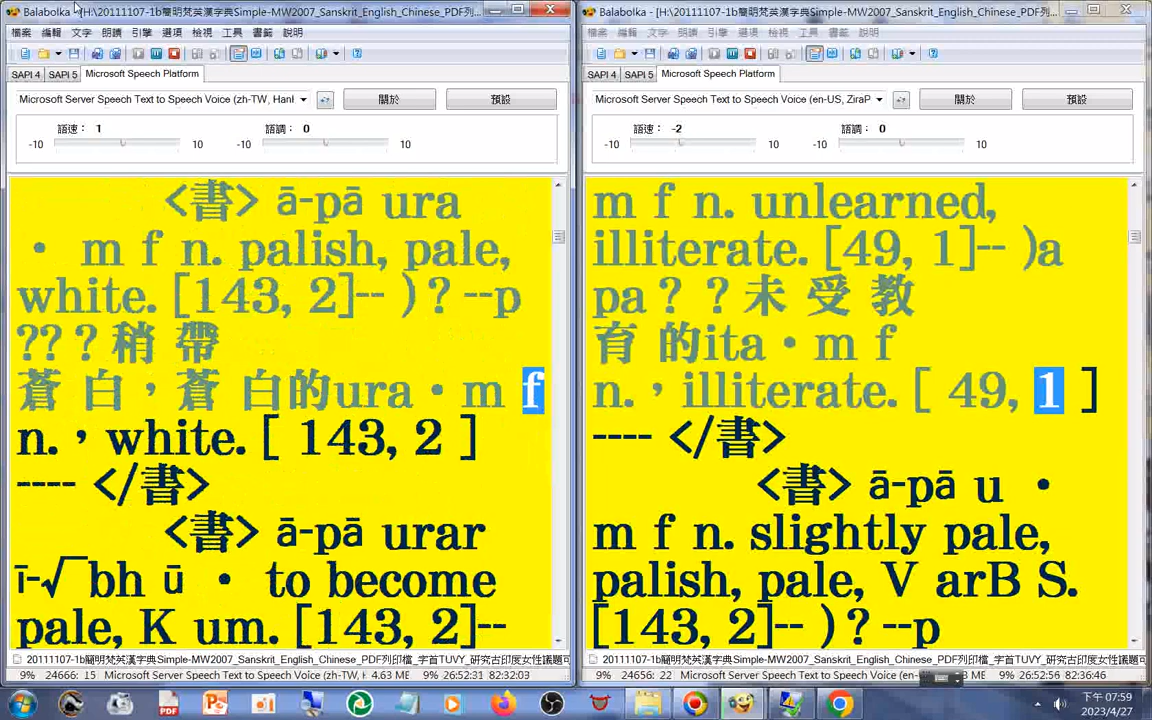 Balabolka - [H:\20111107-1b簡明梵英漢字典Simple-MW2007_Sanskrit_English_Chinese_PDF列...
檔案 編輯 文字 朗讀 引擎 選項 檢視 工具 書籤 說明
SAPI 4 SAPI 5 Microsoft Speech Platform
Microsoft Server Speech Text to Speech Voice (zh-TW, HanI
關於 預設
語速： 1 語調： 0
-10 10 -10 10
<書> ā-pā ura
• m f n. palish, pale,
white. [143, 2]-- )？--p
??？稍 帶
蒼 白，蒼 白的ura•m f
n.，white. [ 143, 2 ]
---- </書>
<書> ā-pā urar
ī-√bh ū • to become
pale, K um. [143, 2]--
20111107-1b簡明梵英漢字典Simple-MW2007_Sanskrit_English_Chinese_PDF列印檔_字首TUVY_研究古印度女性議題可
9% 24666: 15 Microsoft Server Speech Text to Speech Voice (zh-TW, H 4.63 MB 9% 26:52:31 82:32:03
Balabolka - [H:\20111107-1b簡明梵英漢字典Simple-MW2007_Sanskrit_English_Chinese_PDF列印...
檔案 編輯 文字 朗讀 引擎 選項 檢視 工具 書籤 說明
SAPI 4 SAPI 5 Microsoft Speech Platform
Microsoft Server Speech Text to Speech Voice (en-US, ZiraP
關於 預設
語速： -2 語調： 0
-10 10 -10 10
m f n. unlearned,
illiterate. [49, 1]-- )a
pa？？未 受 教
育 的ita•m f
n.，illiterate. [ 49, 1 ]
---- </書>
<書> ā-pā u •
m f n. slightly pale,
palish, pale, V arB S.
[143, 2]-- )？--p
20111107-1b簡明梵英漢字典Simple-MW2007_Sanskrit_English_Chinese_PDF列印檔_字首TUVY_研究古印度女性議題可
9% 24656: 22 Microsoft Server Speech Text to Speech Voice (en-US, 3 MB 9% 26:52:56 82:36:46
PDF
下午 07:59
2023/4/27